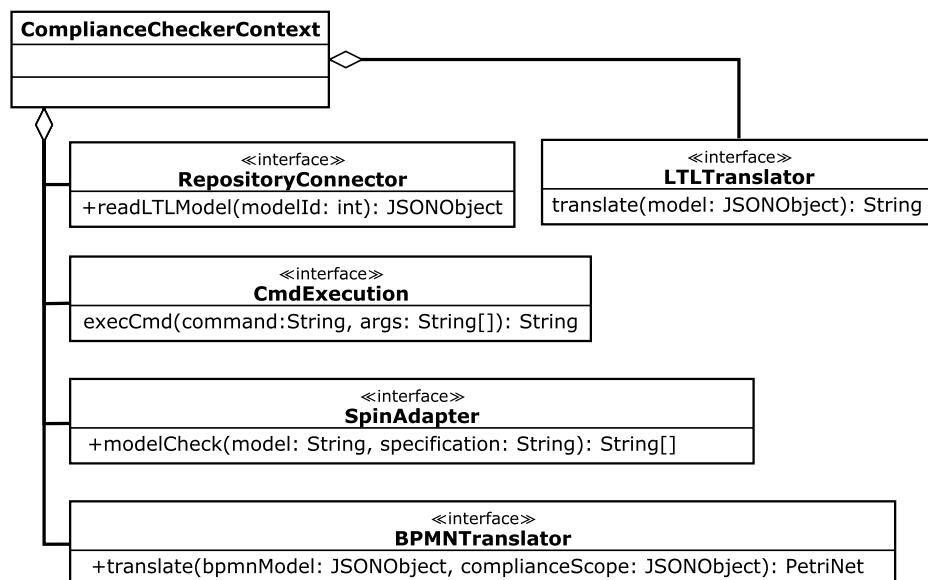 ComplianceCheckerContext
≪interface≫
RepositoryConnector
+readLTLModel(modelId: int): JSONObject
≪interface≫
LTLTranslator
translate(model: JSONObject): String
≪interface≫
CmdExecution
execCmd(command:String, args: String[]): String
≪interface≫
SpinAdapter
+modelCheck(model: String, specification: String): String[]
≪interface≫
BPMNTranslator
+translate(bpmnModel: JSONObject, complianceScope: JSONObject): PetriNet